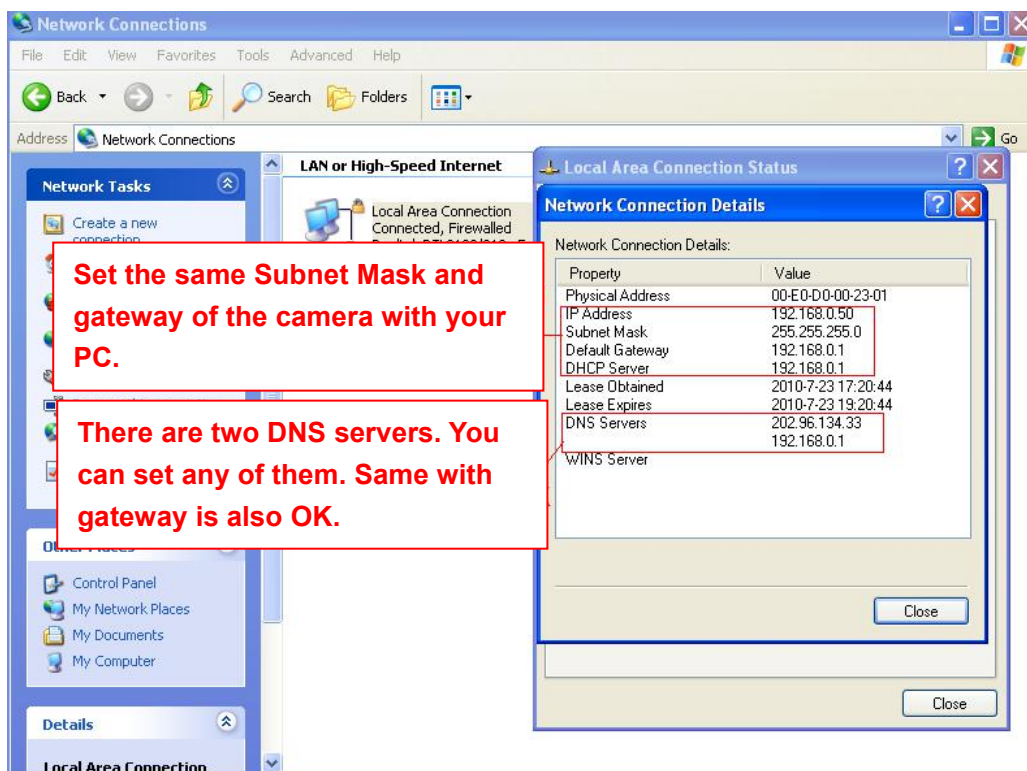 Network Connections
File Edit View Favorites Tools Advanced Help
Back Search Folders
Address Network Connections Go
Network Tasks
Create a new
connection
LAN or High-Speed Internet
Local Area Connection
Connected, Firewalled
Set the same Subnet Mask and
gateway of the camera with your
PC.
There are two DNS servers. You
can set any of them. Same with
gateway is also OK.
Other Places
Control Panel
My Network Places
My Documents
My Computer
Details
Local Area Connection
Local Area Connection Status
Network Connection Details
Network Connection Details:
Property Value
Physical Address 00-E0-D0-00-23-01
IP Address 192.168.0.50
Subnet Mask 255.255.255.0
Default Gateway 192.168.0.1
DHCP Server 192.168.0.1
Lease Obtained 2010-7-23 17:20:44
Lease Expires 2010-7-23 19:20:44
DNS Servers 202.96.134.33
192.168.0.1
WINS Server
Close
Close